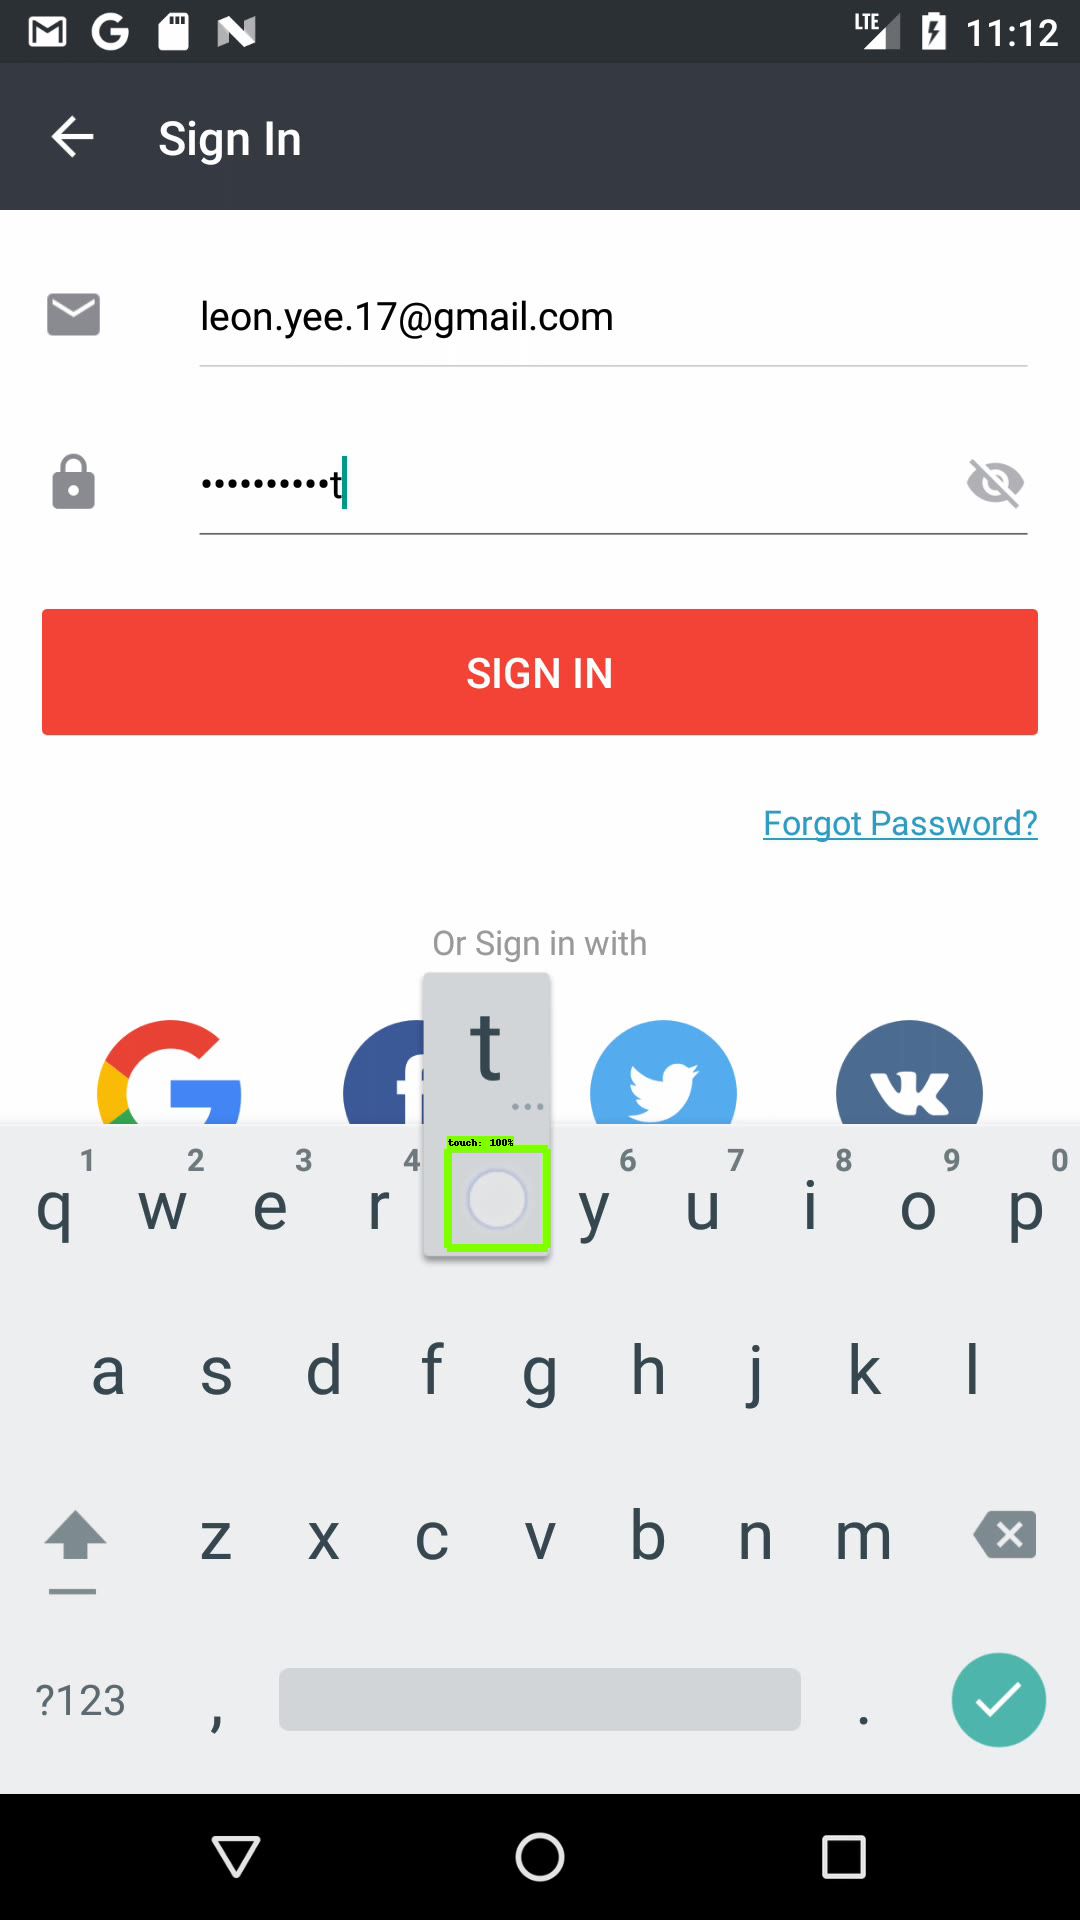 LTE 11:12
Sign In
leon.yee.17@gmail.com
••••••••••t
SIGN IN
Forgot Password?
Or Sign in with
t
...
touch: 100%
1 2 3 4 6 7 8 9 0
q w e r y u i o p
a s d f g h j k l
z x c v b n m
?123 , .